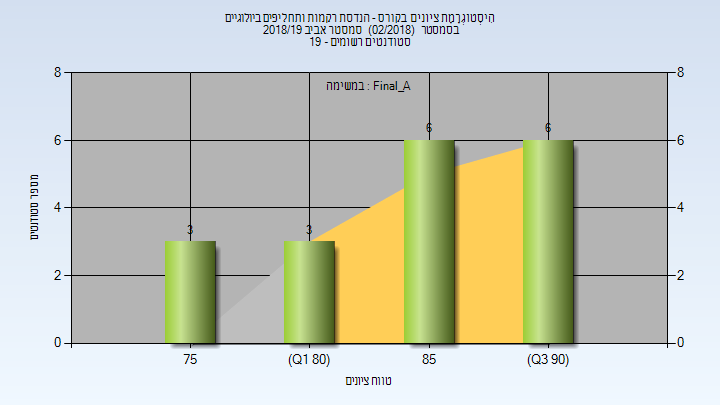 הִיסְטוֹגְרָמַת ציונים בקורס - הנדסת רקמות ותחליפים ביולוגיים
בסמסטר (02/2018) סמסטר אביב 2018/19
סטודנטים רשומים - 19
במשימה : Final_A
8 8
6 6
4 4
2 2
0 0
6 6
3 3
מספר סטודנטים
75 (Q1 80) 85 (Q3 90)
טווח ציונים